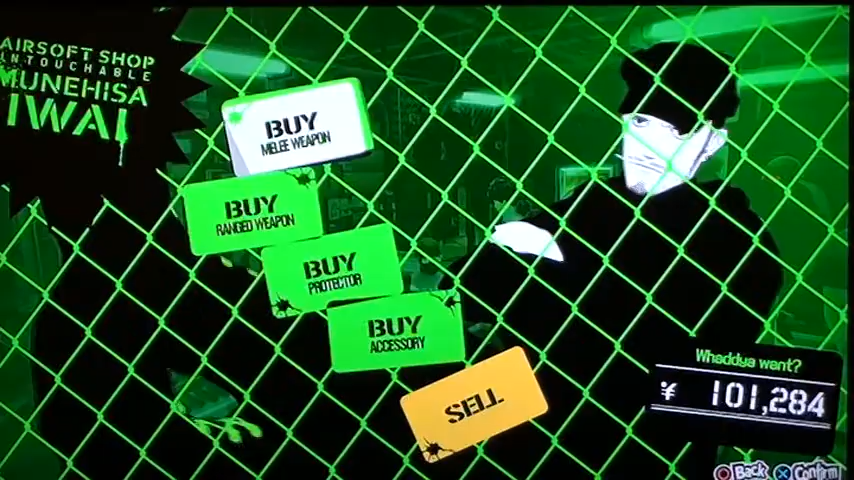 AIRSOFT SHOP
UNTOUCHABLE
MUNEHISA
IWAI
BUY
MELEE WEAPON
BUY
RANGED WEAPON
BUY
PROTECTOR
BUY
ACCESSORY
SELL
Whaddya want?
¥ 101,284
Back Confirm